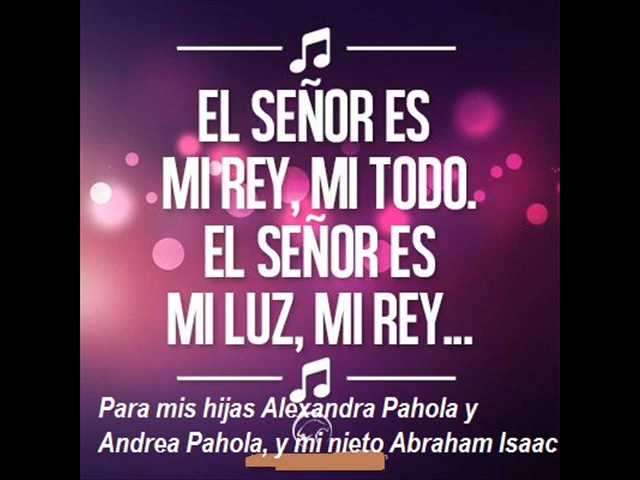 EL SEÑOR ES
MI REY, MI TODO.
EL SEÑOR ES
MI LUZ, MI REY...
Para mis hijas Alexandra Pahola y
Andrea Pahola, y mi nieto Abraham Isaac